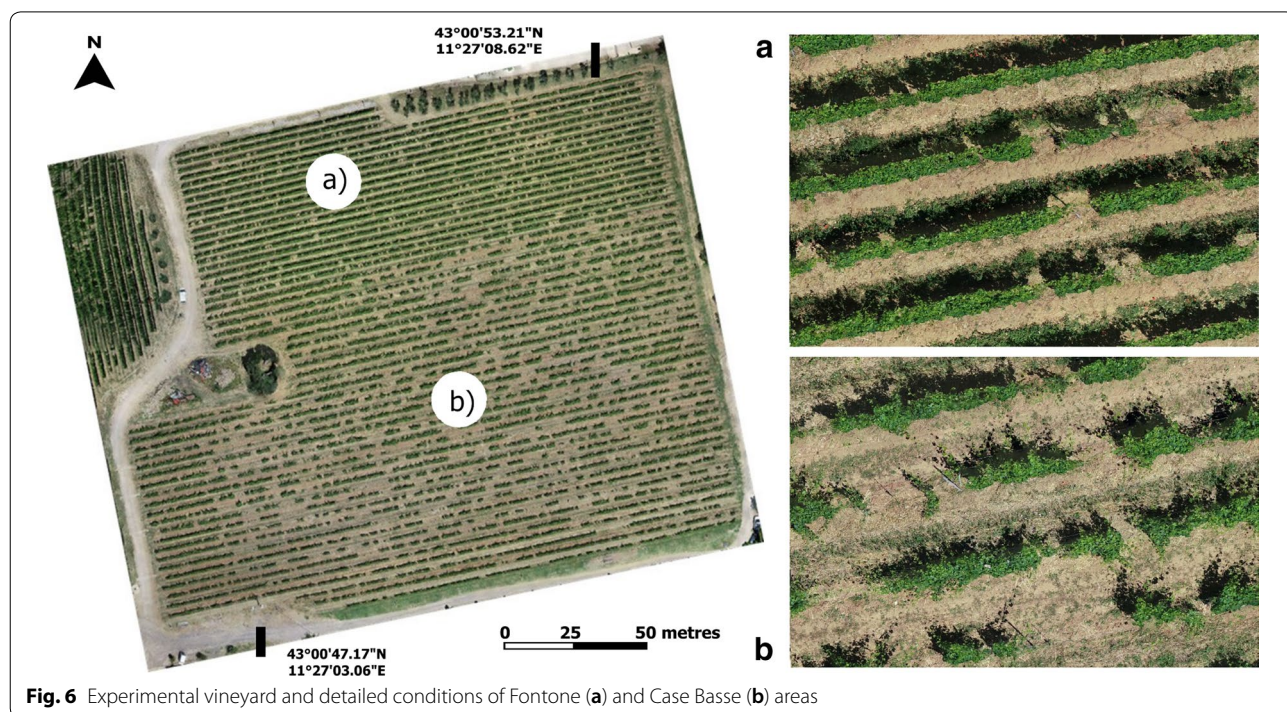 N
43°00'53.21"N
11°27'08.62"E
a
a)
b)
0 25 50 metres
43°00'47.17"N
11°27'03.06"E
b
Fig. 6 Experimental vineyard and detailed conditions of Fontone (a) and Case Basse (b) areas